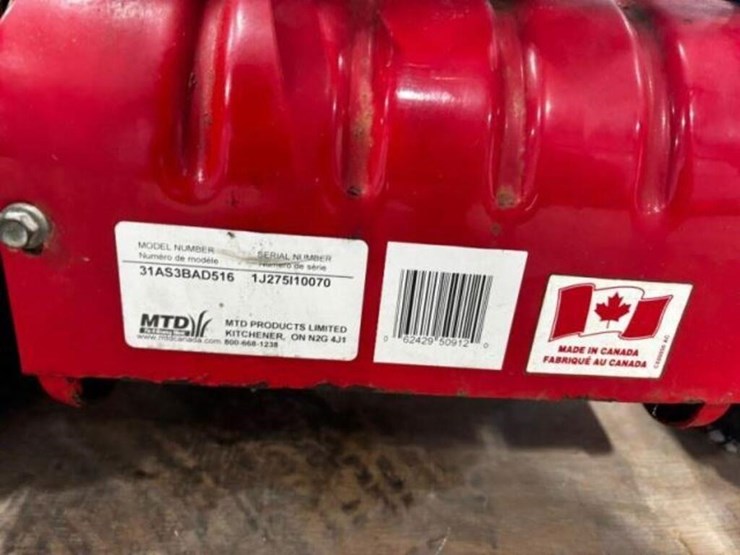 MODEL NUMBER SERIAL NUMBER
Numéro de modèle Numéro de série
31AS3BAD516 1J275I10070
MTD
MTD PRODUCTS LIMITED
KITCHENER, ON N2G 4J1
www.mtdcanada.com 800-668-1238
0 62429 50912 0
MADE IN CANADA
FABRIQUÉ AU CANADA